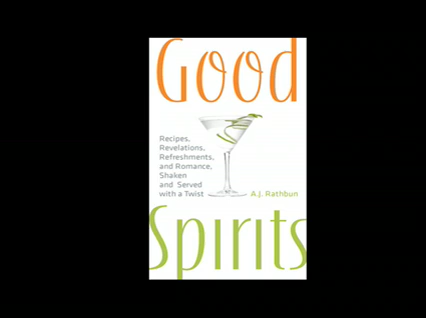 Good
Recipes,
Revelations,
Refreshments,
and Romance,
Shaken
and Served
with a Twist
A.J. Rathbun
Spirits